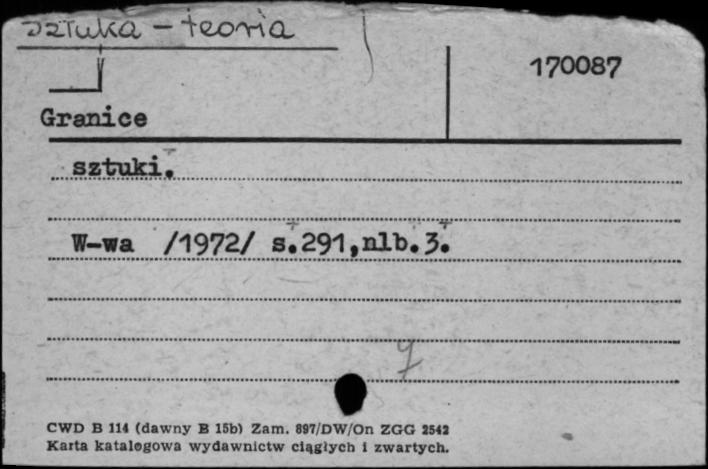 sztuka - teoria
170087
Granice
sztuki.
W-wa /1972/ s.291,nlb.3.
7
CWD B 114 (dawny B 15b) Zam. 897/DW/On ZGG 2542
Karta katalogowa wydawnictw ciągłych i zwartych.